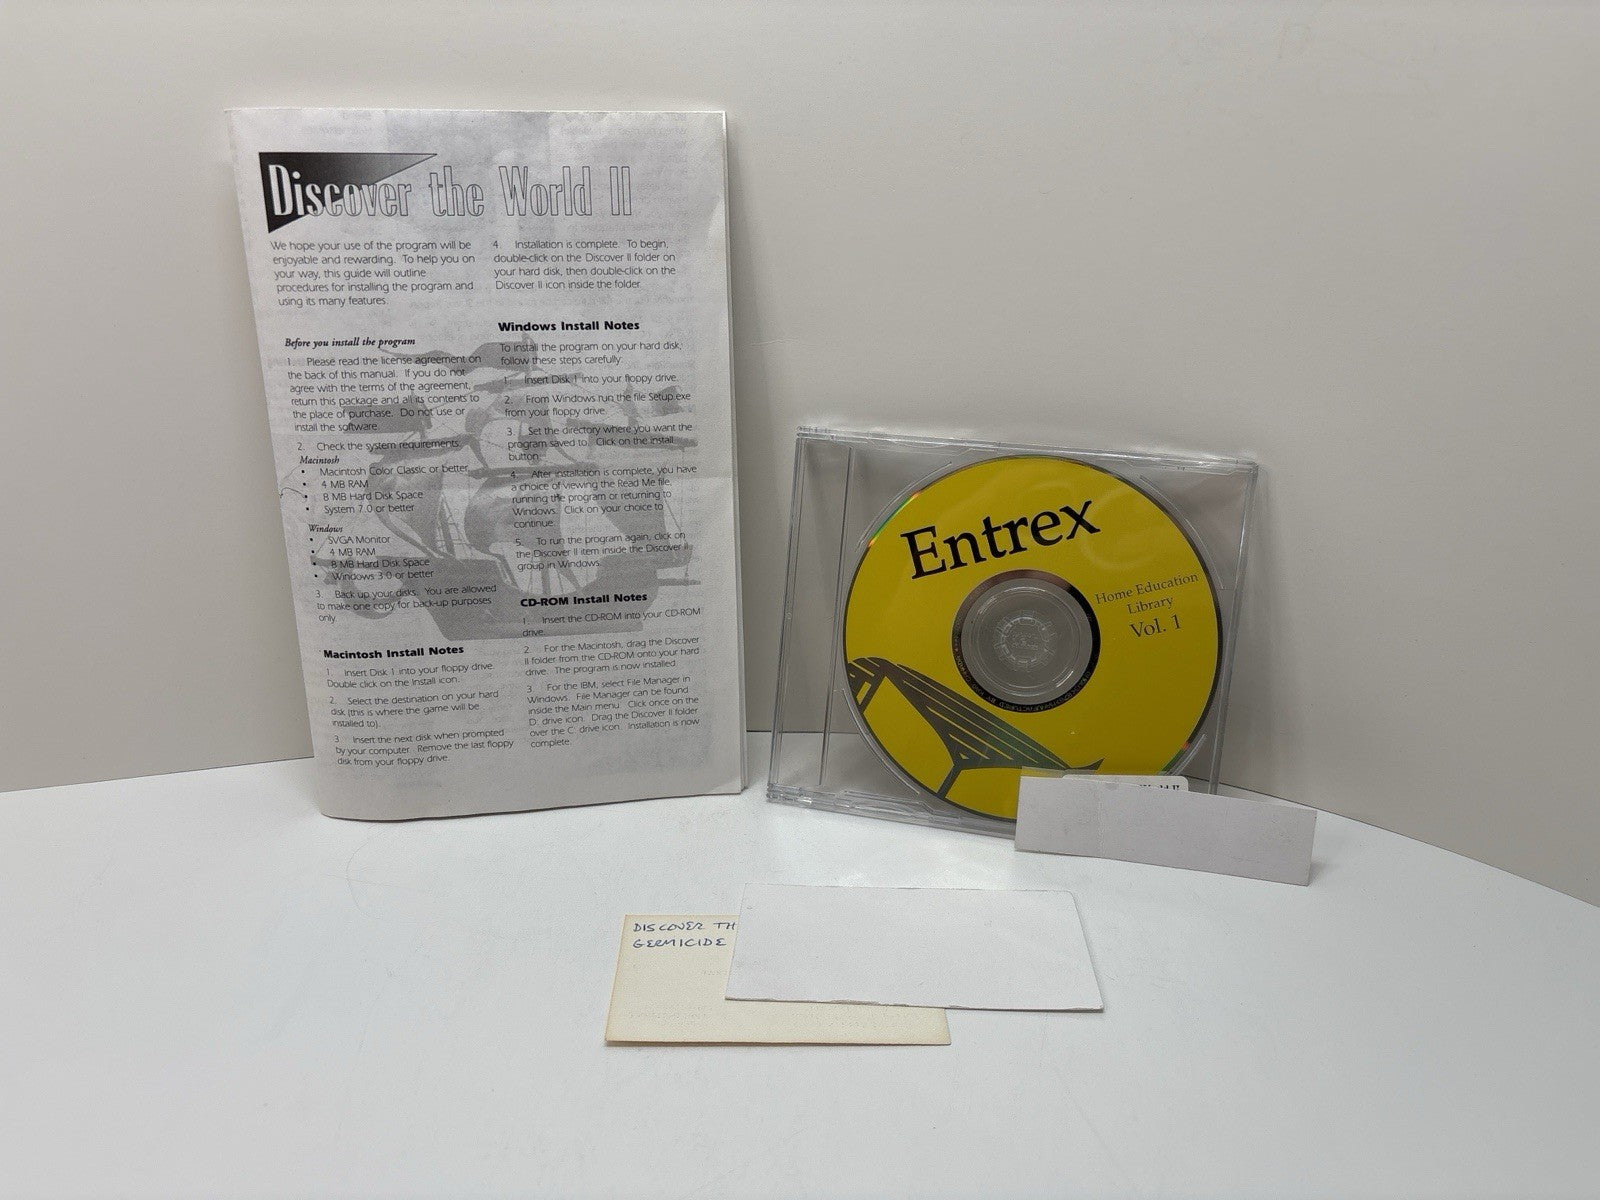 Discover the World II
We hope your use of the program will be
enjoyable and rewarding. To help you on
your way, this guide will outline
procedures for installing the program and
using its many features.
Before you install the program
1. Please read the license agreement on
the back of this manual. If you do not
agree with the terms of the agreement,
return this package and all its contents to
the place of purchase. Do not use or
install the software.
2. Check the system requirements.
Macintosh
• Macintosh Color Classic or better
• 4 MB RAM
• 8 MB Hard Disk Space
• System 7.0 or better
Windows
• SVGA Monitor
• 4 MB RAM
• 8 MB Hard Disk Space
• Windows 3.0 or better
3. Back up your disks. You are allowed
to make one copy for back-up purposes
only.
Macintosh Install Notes
1. Insert Disk 1 into your floppy drive.
Double click on the Install icon.
2. Select the destination on your hard
disk (this is where the game will be
installed to).
3. Insert the next disk when prompted
by your computer. Remove the last floppy
disk from your floppy drive.
4. Installation is complete. To begin,
double-click on the Discover II folder on
your hard disk, then double-click on the
Discover II icon inside the folder.
Windows Install Notes
To install the program on your hard disk,
follow these steps carefully:
1. Insert Disk 1 into your floppy drive.
2. From Windows run the file Setup.exe
from your floppy drive.
3. Set the directory where you want the
program saved to. Click on the Install
button.
4. After installation is complete, you have
a choice of viewing the Read Me file,
running the program or returning to
Windows. Click on your choice to
continue.
5. To run the program again, click on
the Discover II item inside the Discover II
group in Windows.
CD-ROM Install Notes
1. Insert the CD-ROM into your CD-ROM
drive.
2. For the Macintosh, drag the Discover
II folder from the CD-ROM onto your hard
drive. The program is now installed.
3. For the IBM, select File Manager in
Windows. File Manager can be found
inside the Main menu. Click once on the
D: drive icon. Drag the Discover II folder
over the C: drive icon. Installation is now
complete.
Entrex
Home Education
Library
Vol. 1
DISCOVER TH
GERMICIDE